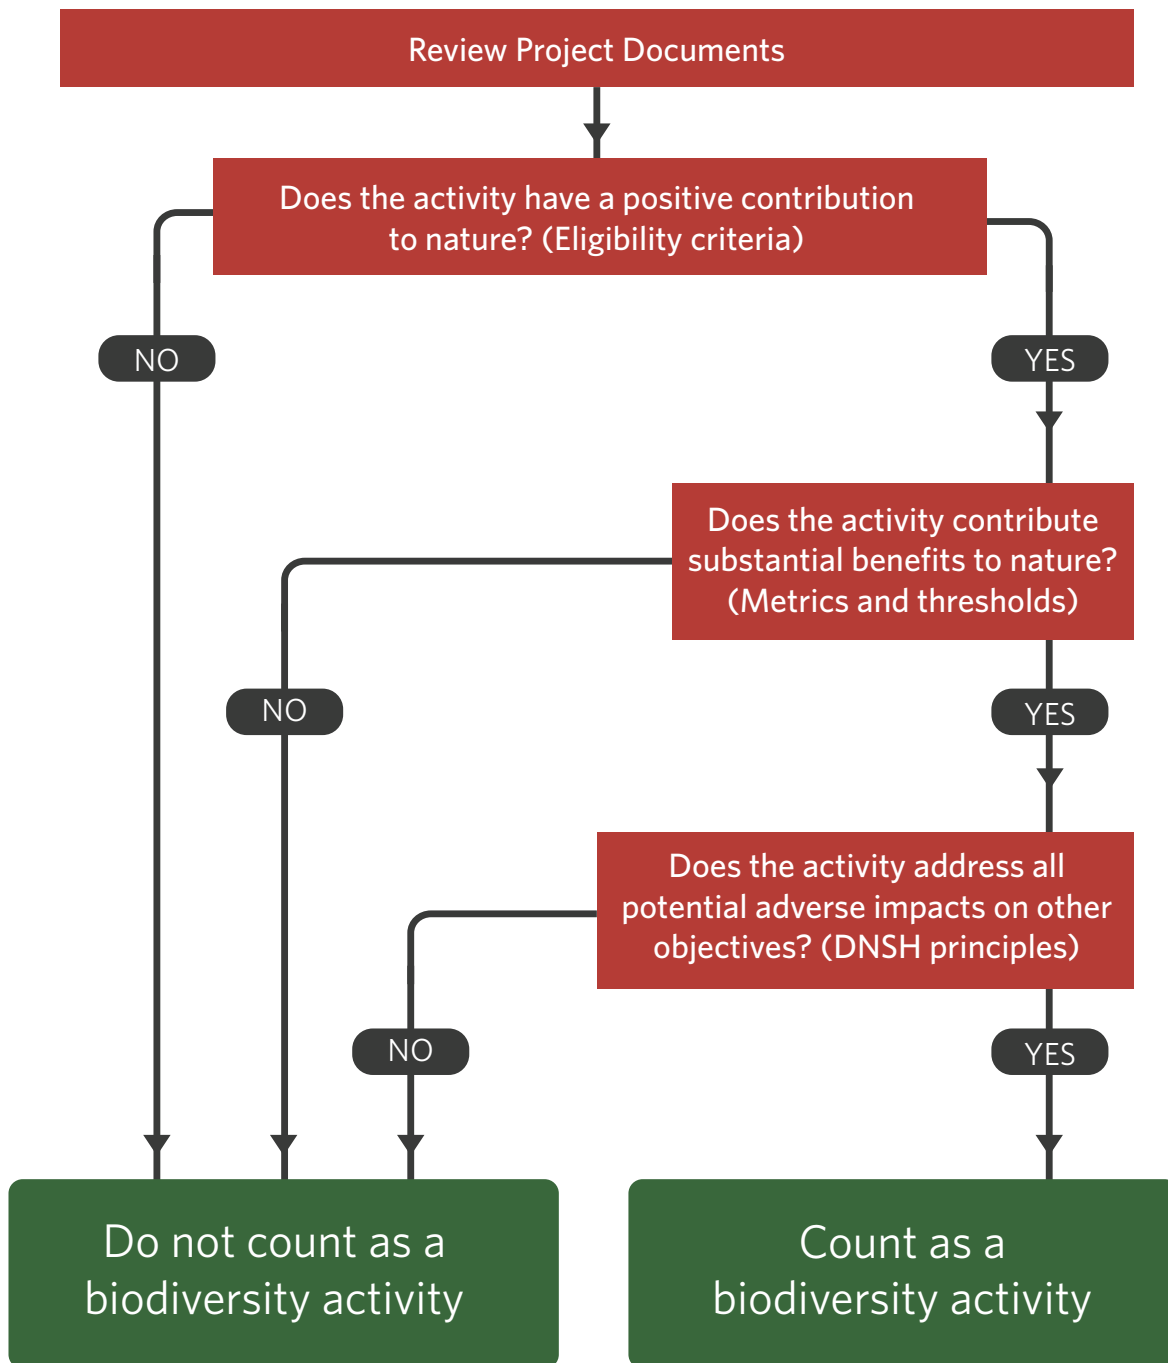 Review Project Documents
Does the activity have a positive contribution
to nature? (Eligibility criteria)
NO
YES
Does the activity contribute
substantial benefits to nature?
(Metrics and thresholds)
NO
YES
Does the activity address all
potential adverse impacts on other
objectives? (DNSH principles)
NO
YES
Do not count as a
biodiversity activity
Count as a
biodiversity activity